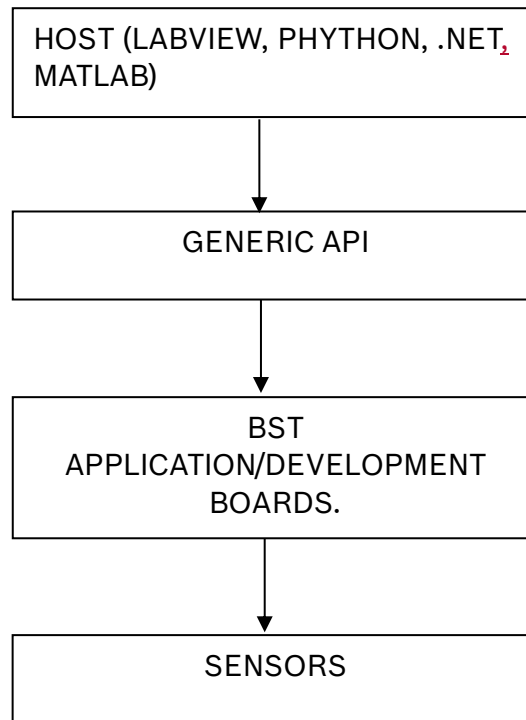 HOST (LABVIEW, PHYTHON, .NET,
MATLAB)
GENERIC API
BST
APPLICATION/DEVELOPMENT
BOARDS.
SENSORS